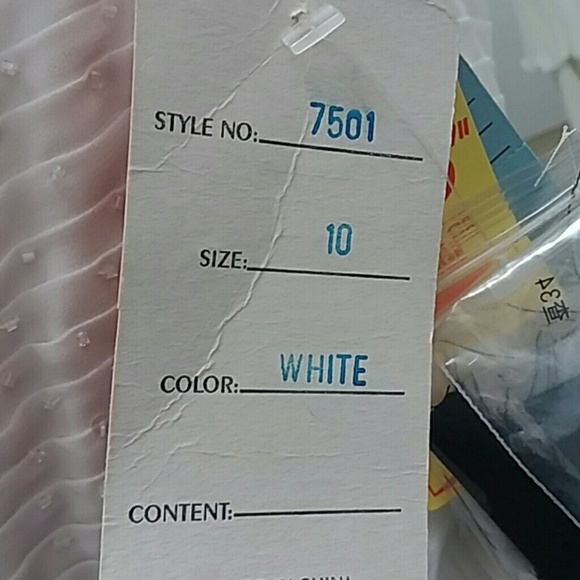 STYLE NO: 7501
SIZE: 10
COLOR: WHITE
CONTENT: